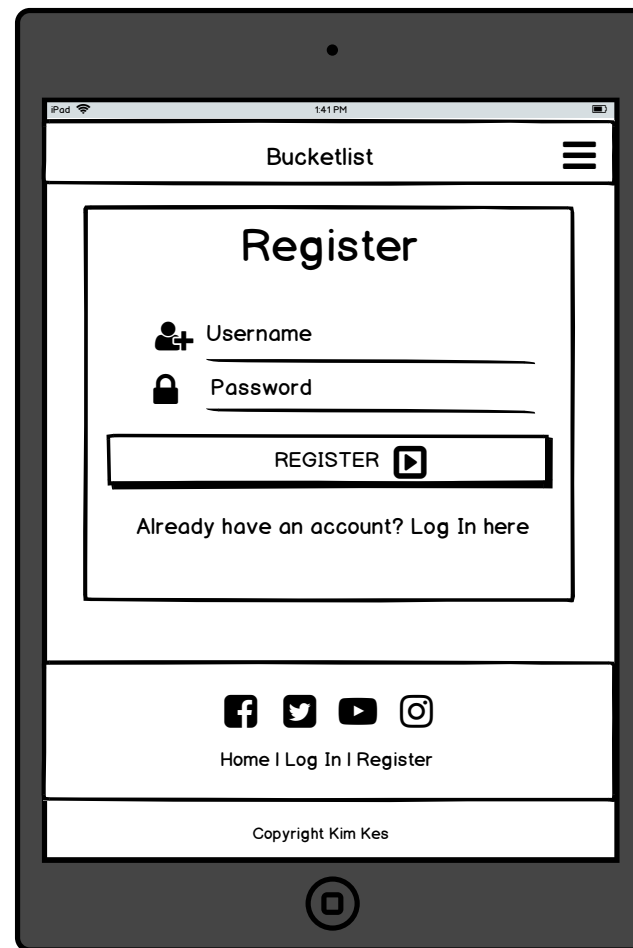 iPad 1:41 PM
Bucketlist
Register
Username
Password
REGISTER
Already have an account? Log In here
Home | Log In | Register
Copyright Kim Kes